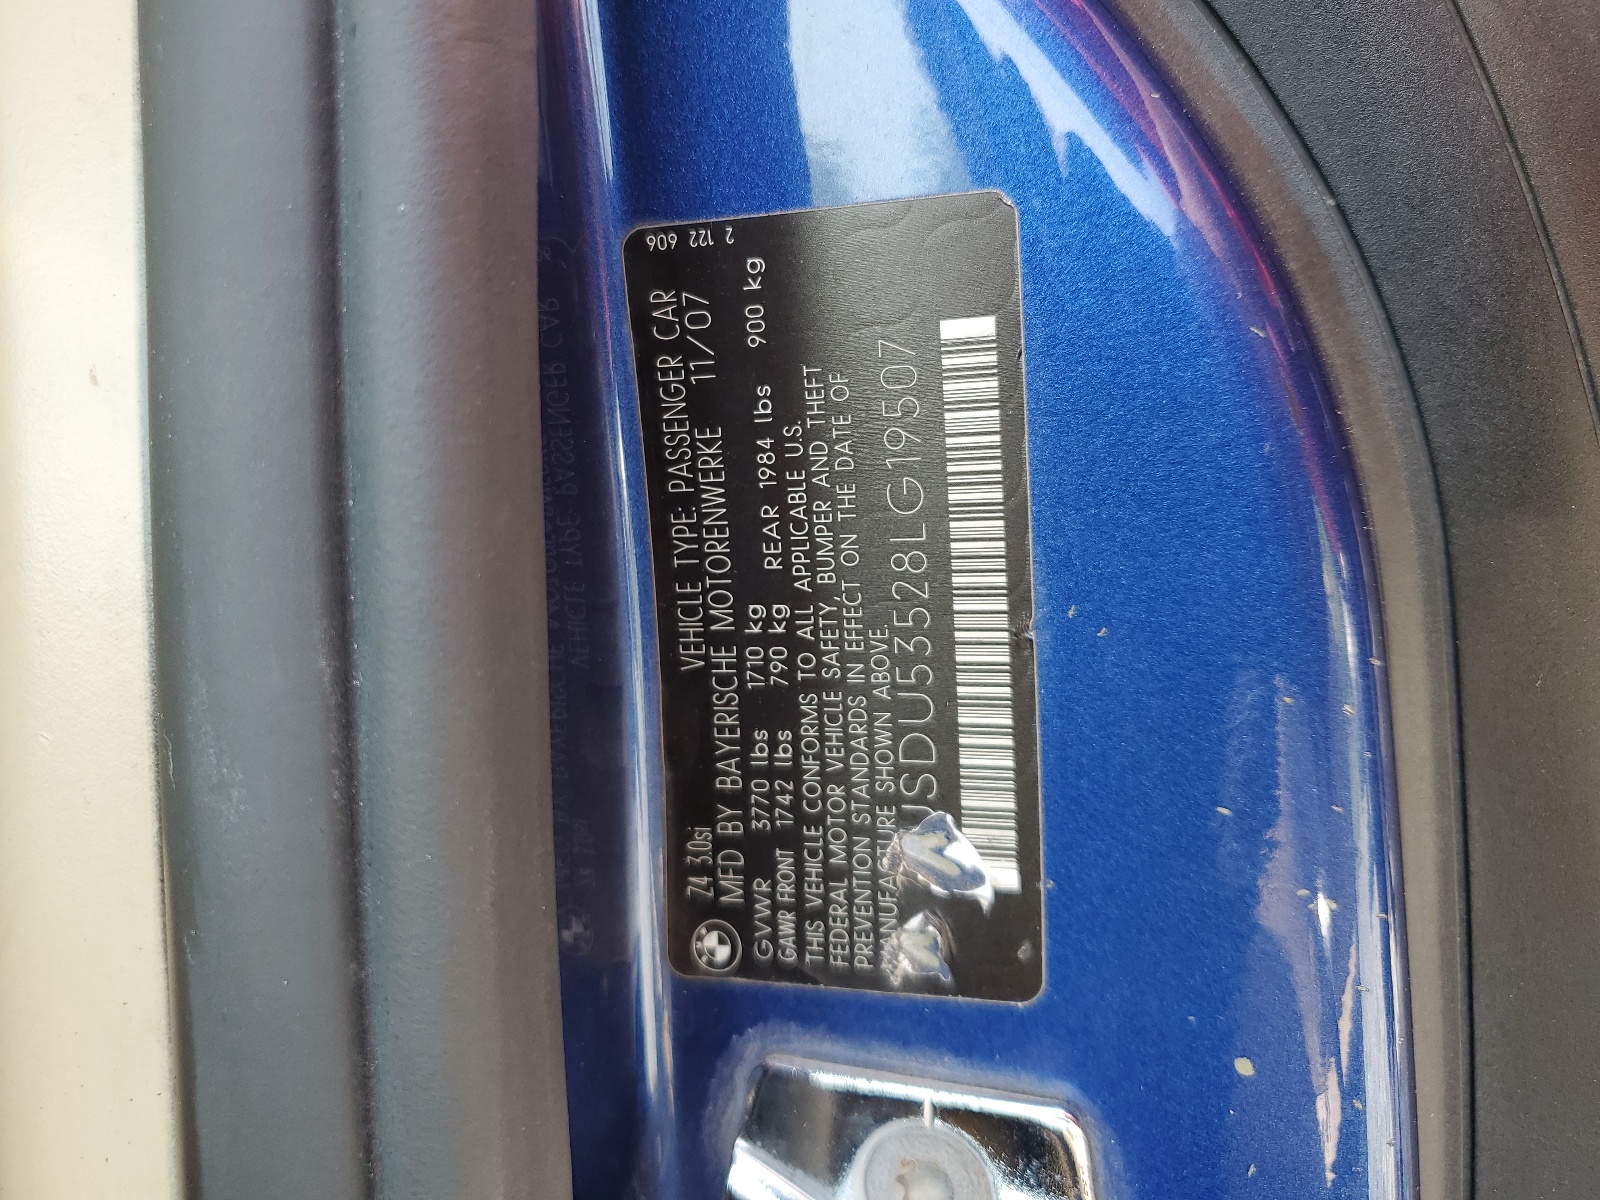 Z4 3.0si VEHICLE TYPE: PASSENGER CAR
MFD BY BAYERISCHE MOTORENWERKE 11/07
GVWR 3770 lbs 1710 kg
GAWR FRONT 1742 lbs 790 kg REAR 1984 lbs 900 kg
THIS VEHICLE CONFORMS TO ALL APPLICABLE U.S.
FEDERAL MOTOR VEHICLE SAFETY, BUMPER AND THEFT
PREVENTION STANDARDS IN EFFECT ON THE DATE OF
MANUFACTURE SHOWN ABOVE.
USDU53528LG19507
2 122 606